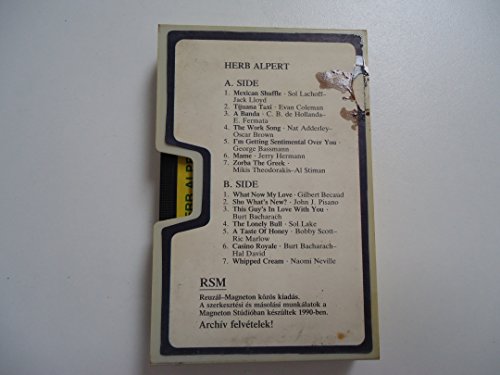 HERB ALPERT
A. SIDE
1. Mexican Shuffle - Sol Lachoff–
Jack Lloyd
2. Tijuana Taxi - Evan Coleman
3. A Banda - C. B. de Hollanda–
E. Fermata
4. The Work Song - Nat Adderley–
Oscar Brown
5. I'm Getting Sentimental Over You -
George Bassmann
6. Mame - Jerry Hermann
7. Zorba The Greek -
Mikis Theodorakis–Al Stiman
B. SIDE
1. What Now My Love - Gilbert Becaud
2. Sho What's New? - John J. Pisano
3. This Guy's In Love With You -
Burt Bacharach
4. The Lonely Bull - Sol Lake
5. A Taste Of Honey - Bobby Scott–
Ric Marlow
6. Casino Royale - Burt Bacharach–
Hal David
7. Whipped Cream - Naomi Neville
RSM
Reuzál–Magneton közös kiadás.
A szerkesztési és másolási munkálatok a
Magneton Stúdióban készültek 1990-ben.
Archív felvételek!
ERB ALPE